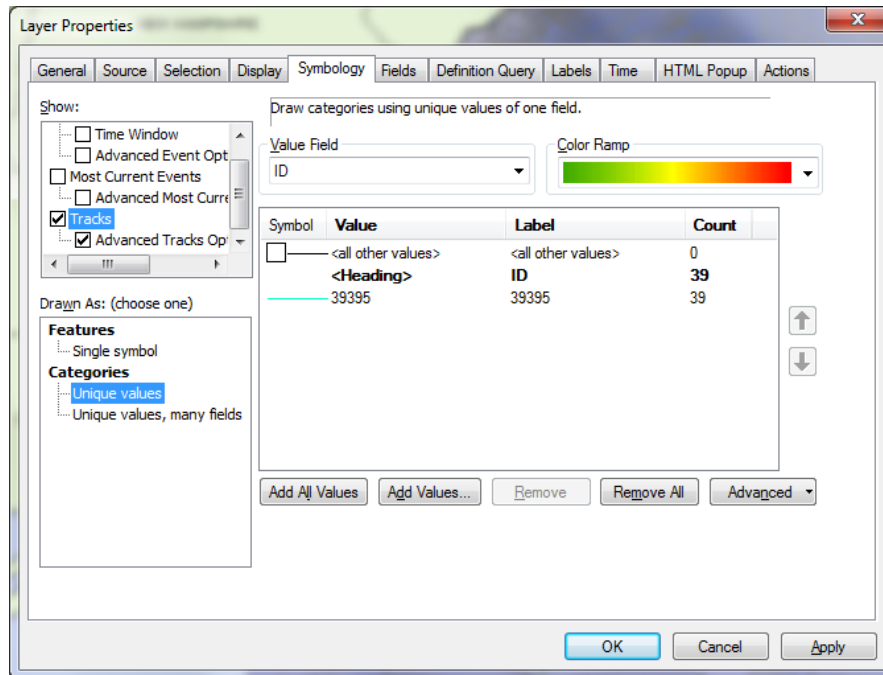 Layer Properties
General Source Selection Display Symbology Fields Definition Query Labels Time HTML Popup Actions
Show:
Time Window
Advanced Event Opt
Most Current Events
Advanced Most Curre
Tracks
Advanced Tracks Op
Drawn As: (choose one)
Features
Single symbol
Categories
Unique values
Unique values, many fields
Draw categories using unique values of one field.
Value Field
ID
Color Ramp
Symbol Value Label Count
<all other values> <all other values> 0
<Heading> ID 39
39395 39395 39
Add All Values Add Values... Remove Remove All Advanced
OK Cancel Apply